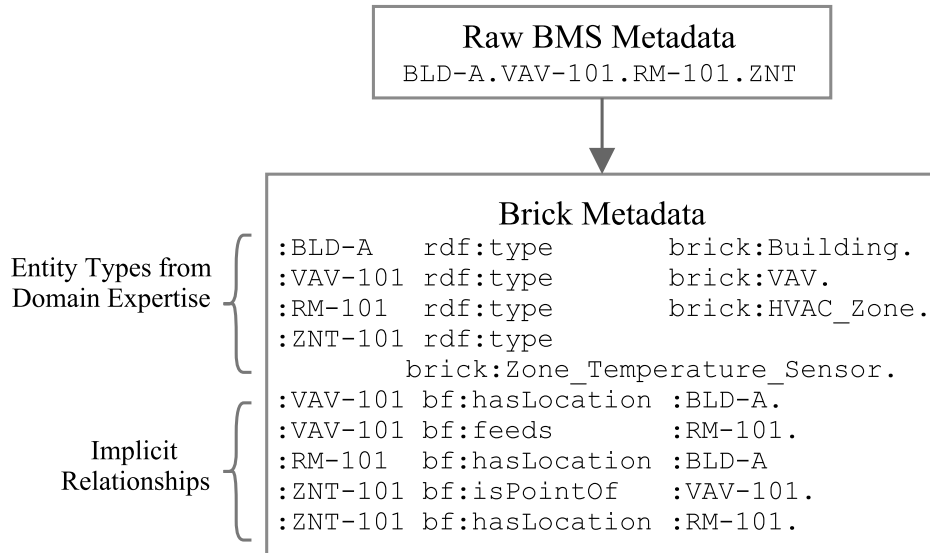 Raw BMS Metadata
BLD-A.VAV-101.RM-101.ZNT
Brick Metadata
Entity Types from
Domain Expertise
:BLD-A rdf:type brick:Building.
:VAV-101 rdf:type brick:VAV.
:RM-101 rdf:type brick:HVAC_Zone.
:ZNT-101 rdf:type
brick:Zone_Temperature_Sensor.
Implicit
Relationships
:VAV-101 bf:hasLocation :BLD-A.
:VAV-101 bf:feeds :RM-101.
:RM-101 bf:hasLocation :BLD-A
:ZNT-101 bf:isPointOf :VAV-101.
:ZNT-101 bf:hasLocation :RM-101.